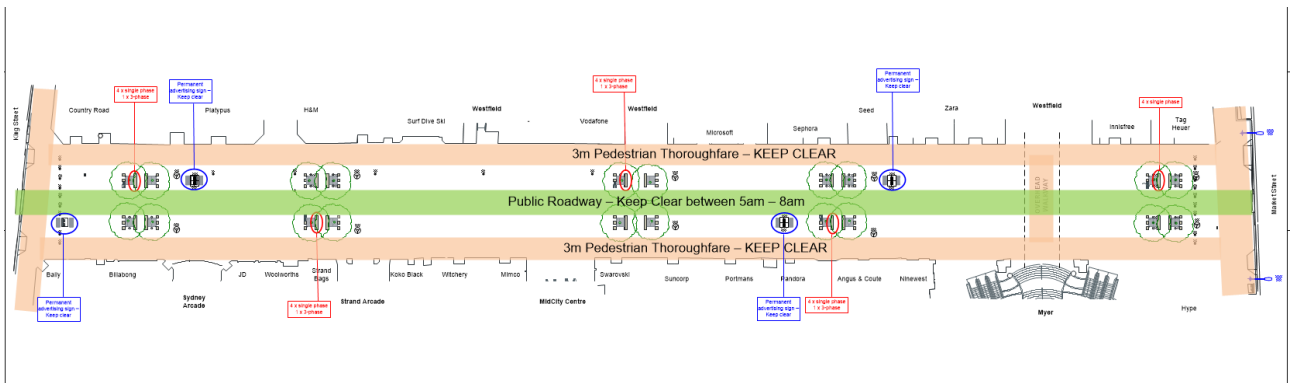 4 x single phase
1 x 3-phase
Permanent
advertising sign –
Keep clear
4 x single phase
1 x 3-phase
Permanent
advertising sign –
Keep clear
4 x single phase
King Street
Country Road
Platypus
H&M
Surf Dive Ski
Westfield
Vodafone
Westfield
Microsoft
Sephora
Seed
Zara
Westfield
Innisfree
Tag
Heuer
3m Pedestrian Thoroughfare – KEEP CLEAR
OVERHEAD
WALKWAY
Public Roadway – Keep Clear between 5am – 8am
Market Street
3m Pedestrian Thoroughfare – KEEP CLEAR
Bally
Billabong
Sydney
Arcade
JD
Woolworths
Strand
Bags
Strand Arcade
Koko Black
Witchery
Mimco
MidCity Centre
Swarovski
Suncorp
Portmans
Pandora
Angus & Coute
Ninewest
Myer
Hype
Permanent
advertising sign –
Keep clear
4 x single phase
1 x 3-phase
Permanent
advertising sign –
Keep clear
4 x single phase
1 x 3-phase